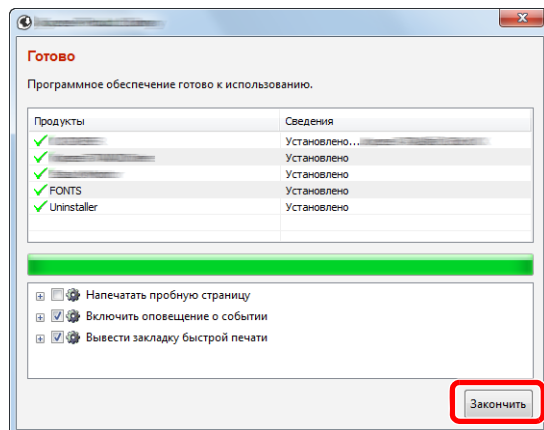 Готово
Программное обеспечение готово к использованию.
Продукты Сведения
Установлено...
Установлено
Установлено
FONTS Установлено
Uninstaller Установлено
Напечатать пробную страницу
Включить оповещение о событии
Вывести закладку быстрой печати
Закончить